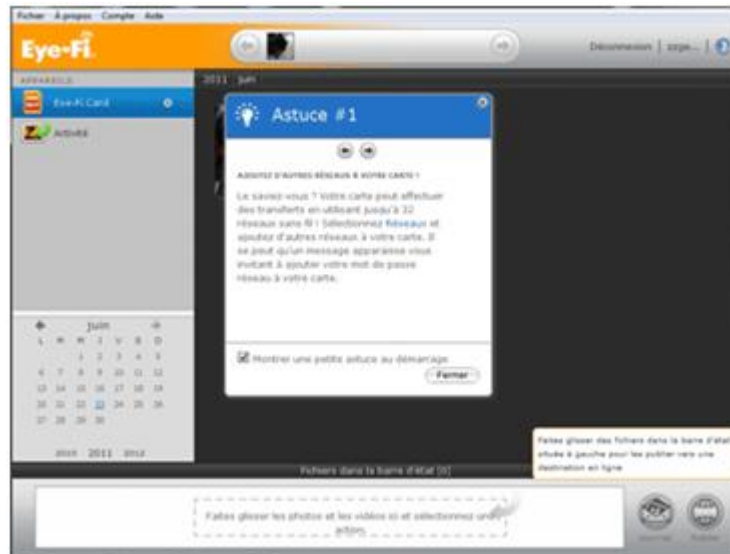 Fichier À propos Compte Aide
Eye-Fi
Déconnexion
APPAREILS
Eye-Fi Card
Activité
2011 juin
Astuce #1
AJOUTEZ D'AUTRES RÉSEAUX À VOTRE CARTE !
Le saviez-vous ? Votre carte peut effectuer
des transferts en utilisant jusqu'à 32
réseaux sans fil ! Sélectionnez Réseaux et
ajoutez d'autres réseaux à votre carte. Il
se peut qu'un message apparaisse vous
invitant à ajouter votre mot de passe
réseau à votre carte.
Montrer une petite astuce au démarrage
Fermer
juin
L M M J V S D
1 2 3 4 5
6 7 8 9 10 11 12
13 14 15 16 17 18 19
20 21 22 23 24 25 26
27 28 29 30
2010 2011 2012
Fichiers dans la barre d'état [0]
Faites glisser des fichiers dans la barre d'état
située à gauche pour les publier vers une
destination en ligne
Faites glisser les photos et les vidéos ici et sélectionnez une
action.
Publier